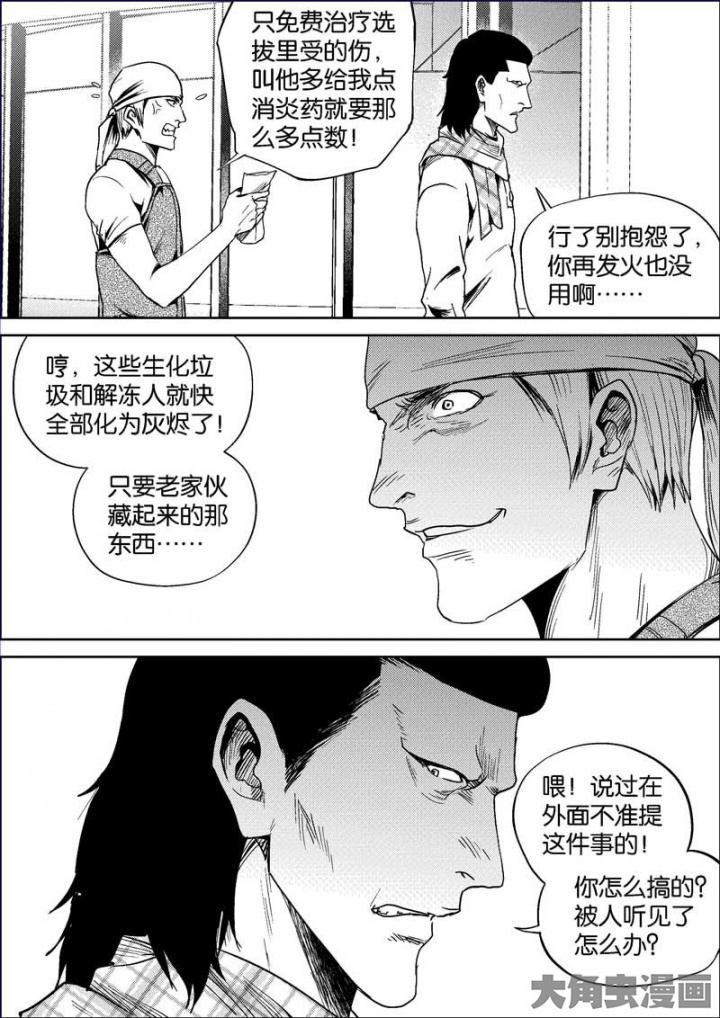 只免费治疗选
拔里受的伤，
叫他多给我点
消炎药就要那
么多点数！
行了别抱怨了，
你再发火也没
用啊……
哼，这些生化垃
圾和解冻人就快
全部化为灰烬了！
只要老家伙
藏起来的那
东西……
喂！说过在
外面不准提
这件事的！
你怎么搞的？
被人听见了
怎么办？
大角虫漫画